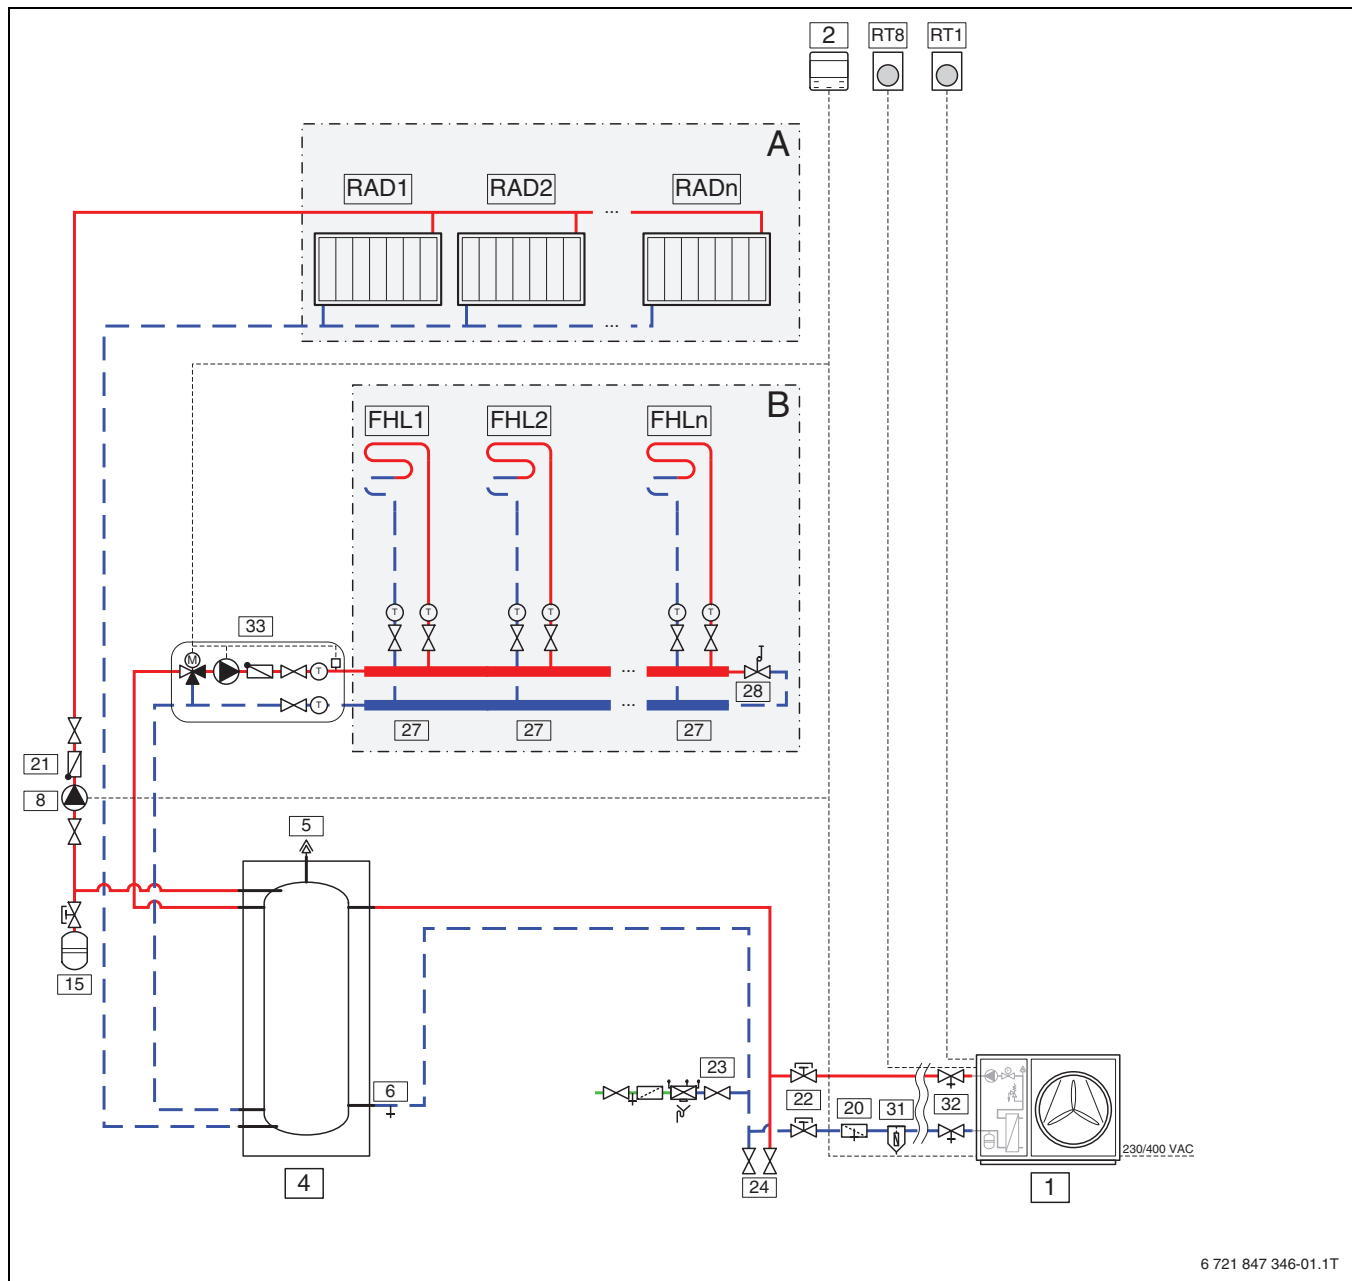 2 RT8 RT1
A
RAD1 RAD2 RADn
...
...
B
FHL1 FHL2 FHLn
T T T T T T
33
M
T
...
28
T
...
27 27 27
21
8
5
15
6
23
22 20 31 32
24
4
1
230/400 VAC
6 721 847 346-01.1T